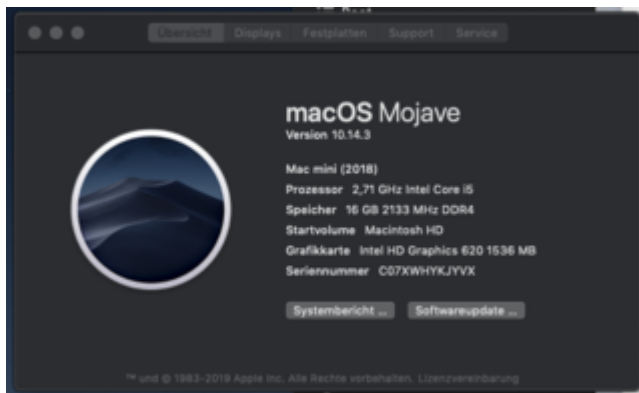 Übersicht Displays Festplatten Support Service
macOS Mojave
Version 10.14.3
Mac mini (2018)
Prozessor 2,71 GHz Intel Core i5
Speicher 16 GB 2133 MHz DDR4
Startvolume Macintosh HD
Grafikkarte Intel HD Graphics 620 1536 MB
Seriennummer C07XWHYKJYVX
Systembericht ...
Softwareupdate ...
™ und © 1983-2019 Apple Inc. Alle Rechte vorbehalten. Lizenzvereinbarung